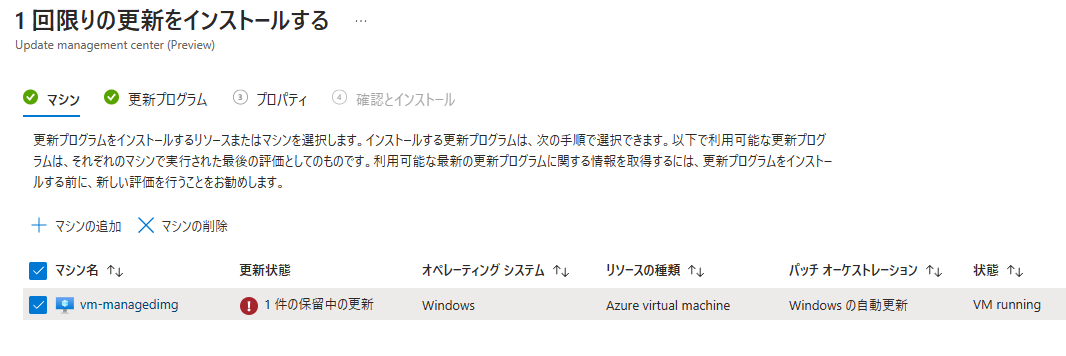 1 回限りの更新をインストールする ...
Update management center (Preview)
マシン 更新プログラム 3 プロパティ 4 確認とインストール
更新プログラムをインストールするリソースまたはマシンを選択します。インストールする更新プログラムは、次の手順で選択できます。以下で利用可能な更新プログ
ラムは、それぞれのマシンで実行された最後の評価としてのものです。利用可能な最新の更新プログラムに関する情報を取得するには、更新プログラムをインストー
ルする前に、新しい評価を行うことをお勧めします。
マシンの追加 マシンの削除
マシン名 ↑↓ 更新状態 オペレーティング システム ↑↓ リソースの種類 ↑↓ パッチ オーケストレーション ↑↓ 状態 ↑↓
vm-managedimg 1 件の保留中の更新 Windows Azure virtual machine Windows の自動更新 VM running